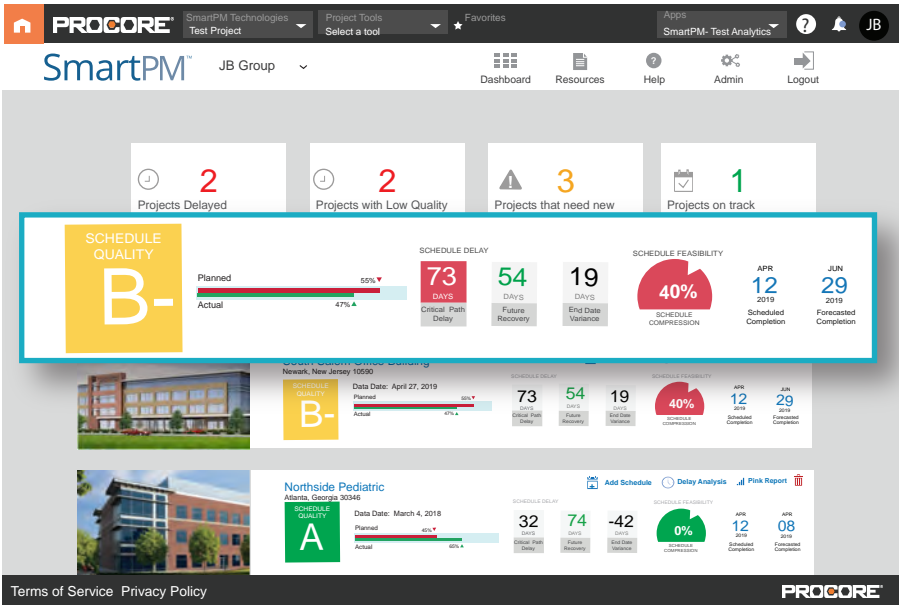 PROCORE
SmartPM Technologies
Test Project
Project Tools
Select a tool
Favorites
Apps
SmartPM- Test Analytics
?
JB
SmartPM™
JB Group
Dashboard
Resources
Help
Admin
Logout
2
Projects Delayed
2
Projects with Low Quality
3
Projects that need new
1
Projects on track
SCHEDULE
QUALITY
B-
Planned
55%
Actual
47%
SCHEDULE DELAY
73
DAYS
Critical Path
Delay
54
DAYS
Future
Recovery
19
DAYS
End Date
Variance
SCHEDULE FEASIBILITY
40%
SCHEDULE
COMPRESSION
APR
12
2019
Scheduled
Completion
JUN
29
2019
Forecasted
Completion
South Salem Office Building
Newark, New Jersey 10590
SCHEDULE
QUALITY
B-
Data Date: April 27, 2019
Planned
55%
Actual
47%
SCHEDULE DELAY
73
DAYS
Critical Path
Delay
54
DAYS
Future
Recovery
19
DAYS
End Date
Variance
SCHEDULE FEASIBILITY
40%
SCHEDULE
COMPRESSION
APR
12
2019
Scheduled
Completion
JUN
29
2019
Forecasted
Completion
Northside Pediatric
Atlanta, Georgia 30346
Add Schedule
Delay Analysis
Pink Report
SCHEDULE
QUALITY
A
Data Date: March 4, 2018
Planned
45%
Actual
65%
SCHEDULE DELAY
32
DAYS
Critical Path
Delay
74
DAYS
Future
Recovery
-42
DAYS
End Date
Variance
SCHEDULE FEASIBILITY
0%
SCHEDULE
COMPRESSION
APR
12
2019
Scheduled
Completion
APR
08
2019
Forecasted
Completion
Terms of Service Privacy Policy
PROCORE